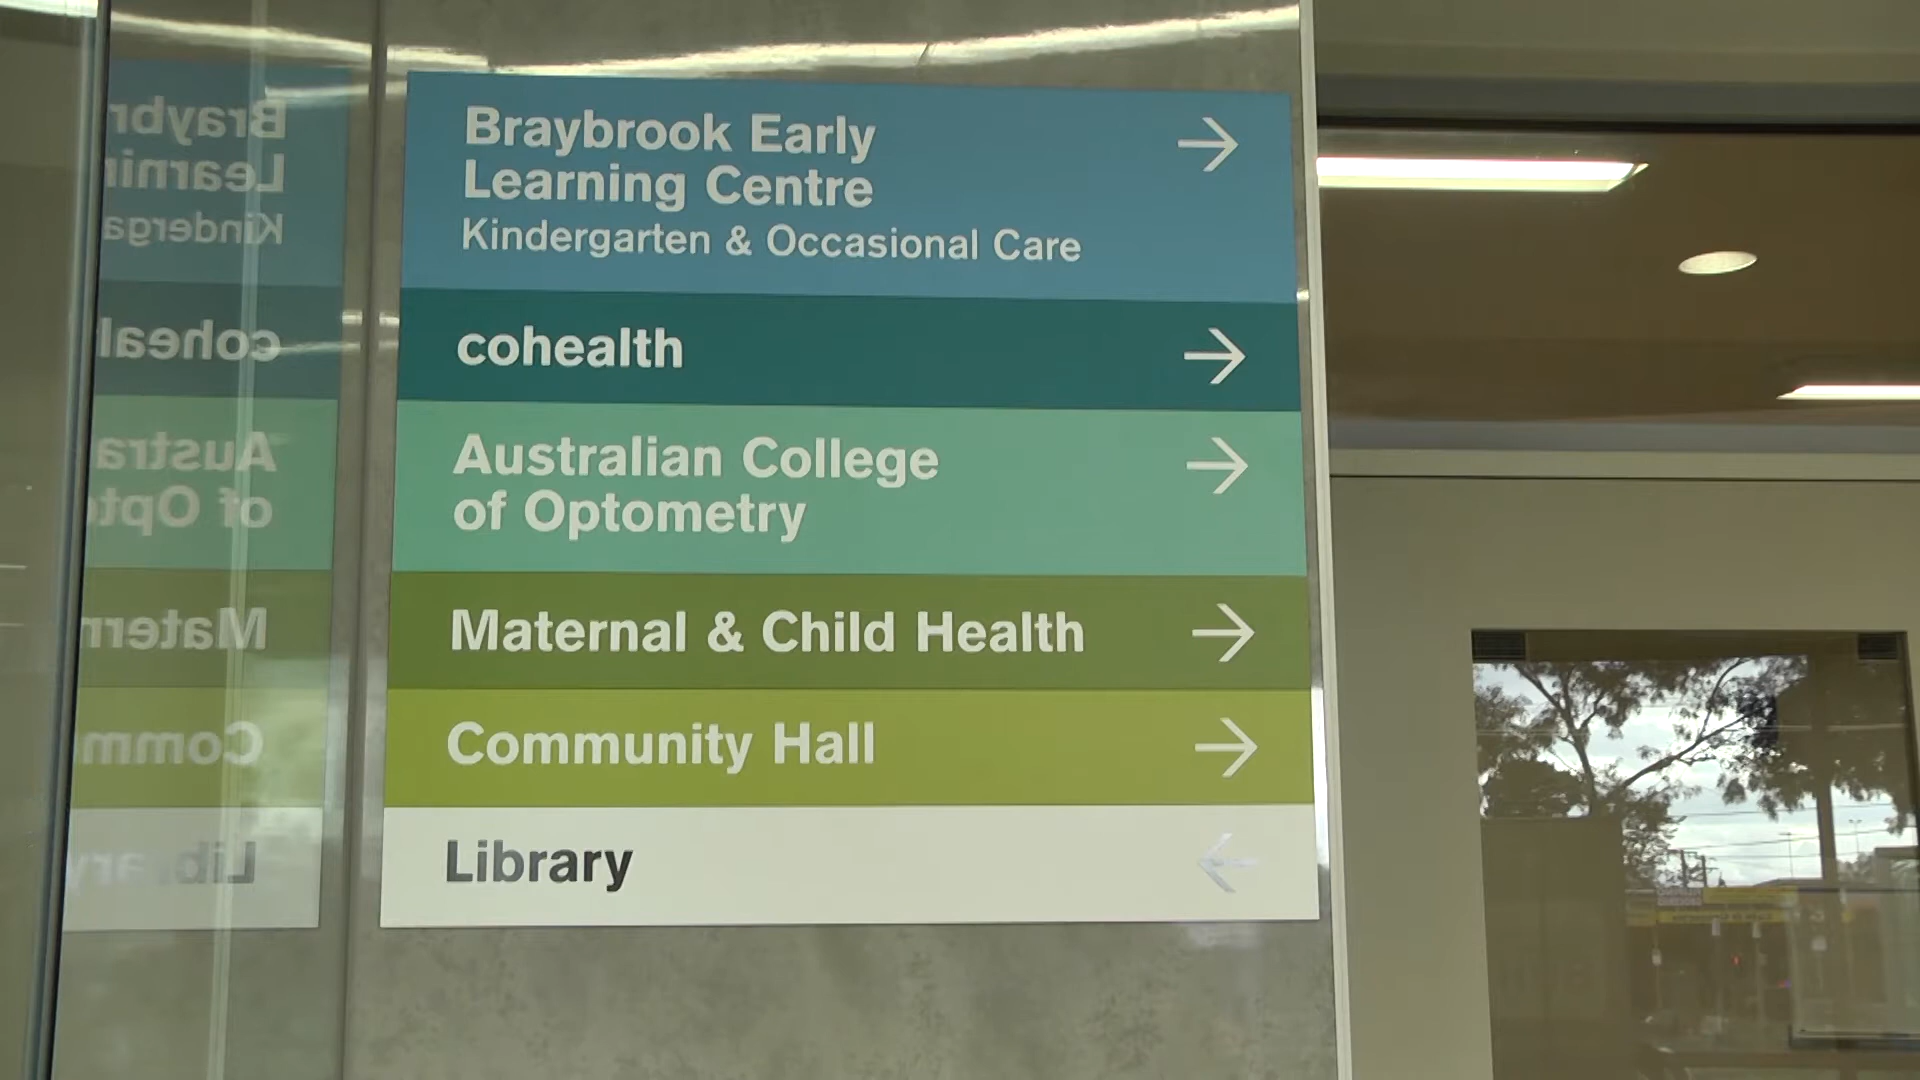 Braybrook Early
Learning Centre
Kindergarten & Occasional Care
cohealth
Australian College
of Optometry
Maternal & Child Health
Community Hall
Library